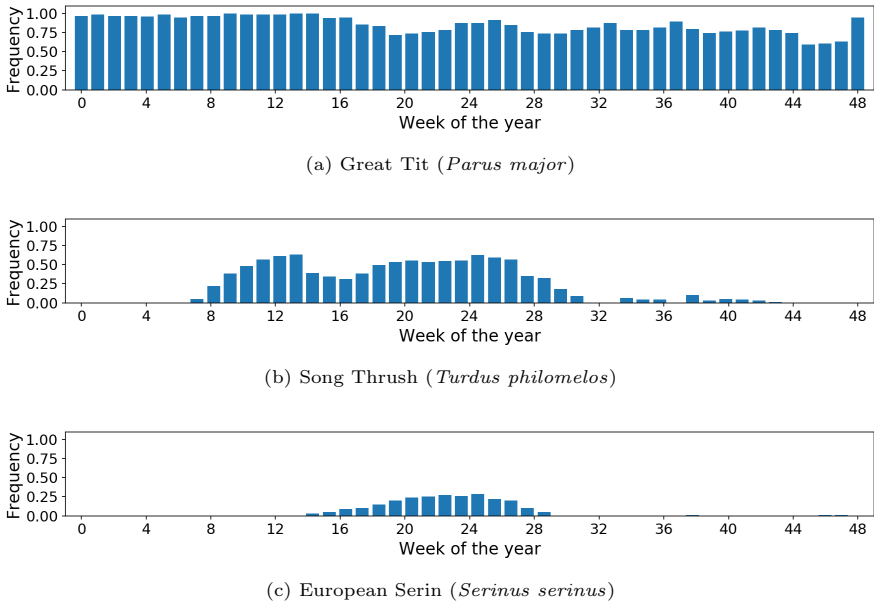 1.00
0.75
0.50
0.25
0.00
Frequency
0 4 8 12 16 20 24 28 32 36 40 44 48
Week of the year
(a) Great Tit (Parus major)
1.00
0.75
0.50
0.25
0.00
Frequency
0 4 8 12 16 20 24 28 32 36 40 44 48
Week of the year
(b) Song Thrush (Turdus philomelos)
1.00
0.75
0.50
0.25
0.00
Frequency
0 4 8 12 16 20 24 28 32 36 40 44 48
Week of the year
(c) European Serin (Serinus serinus)